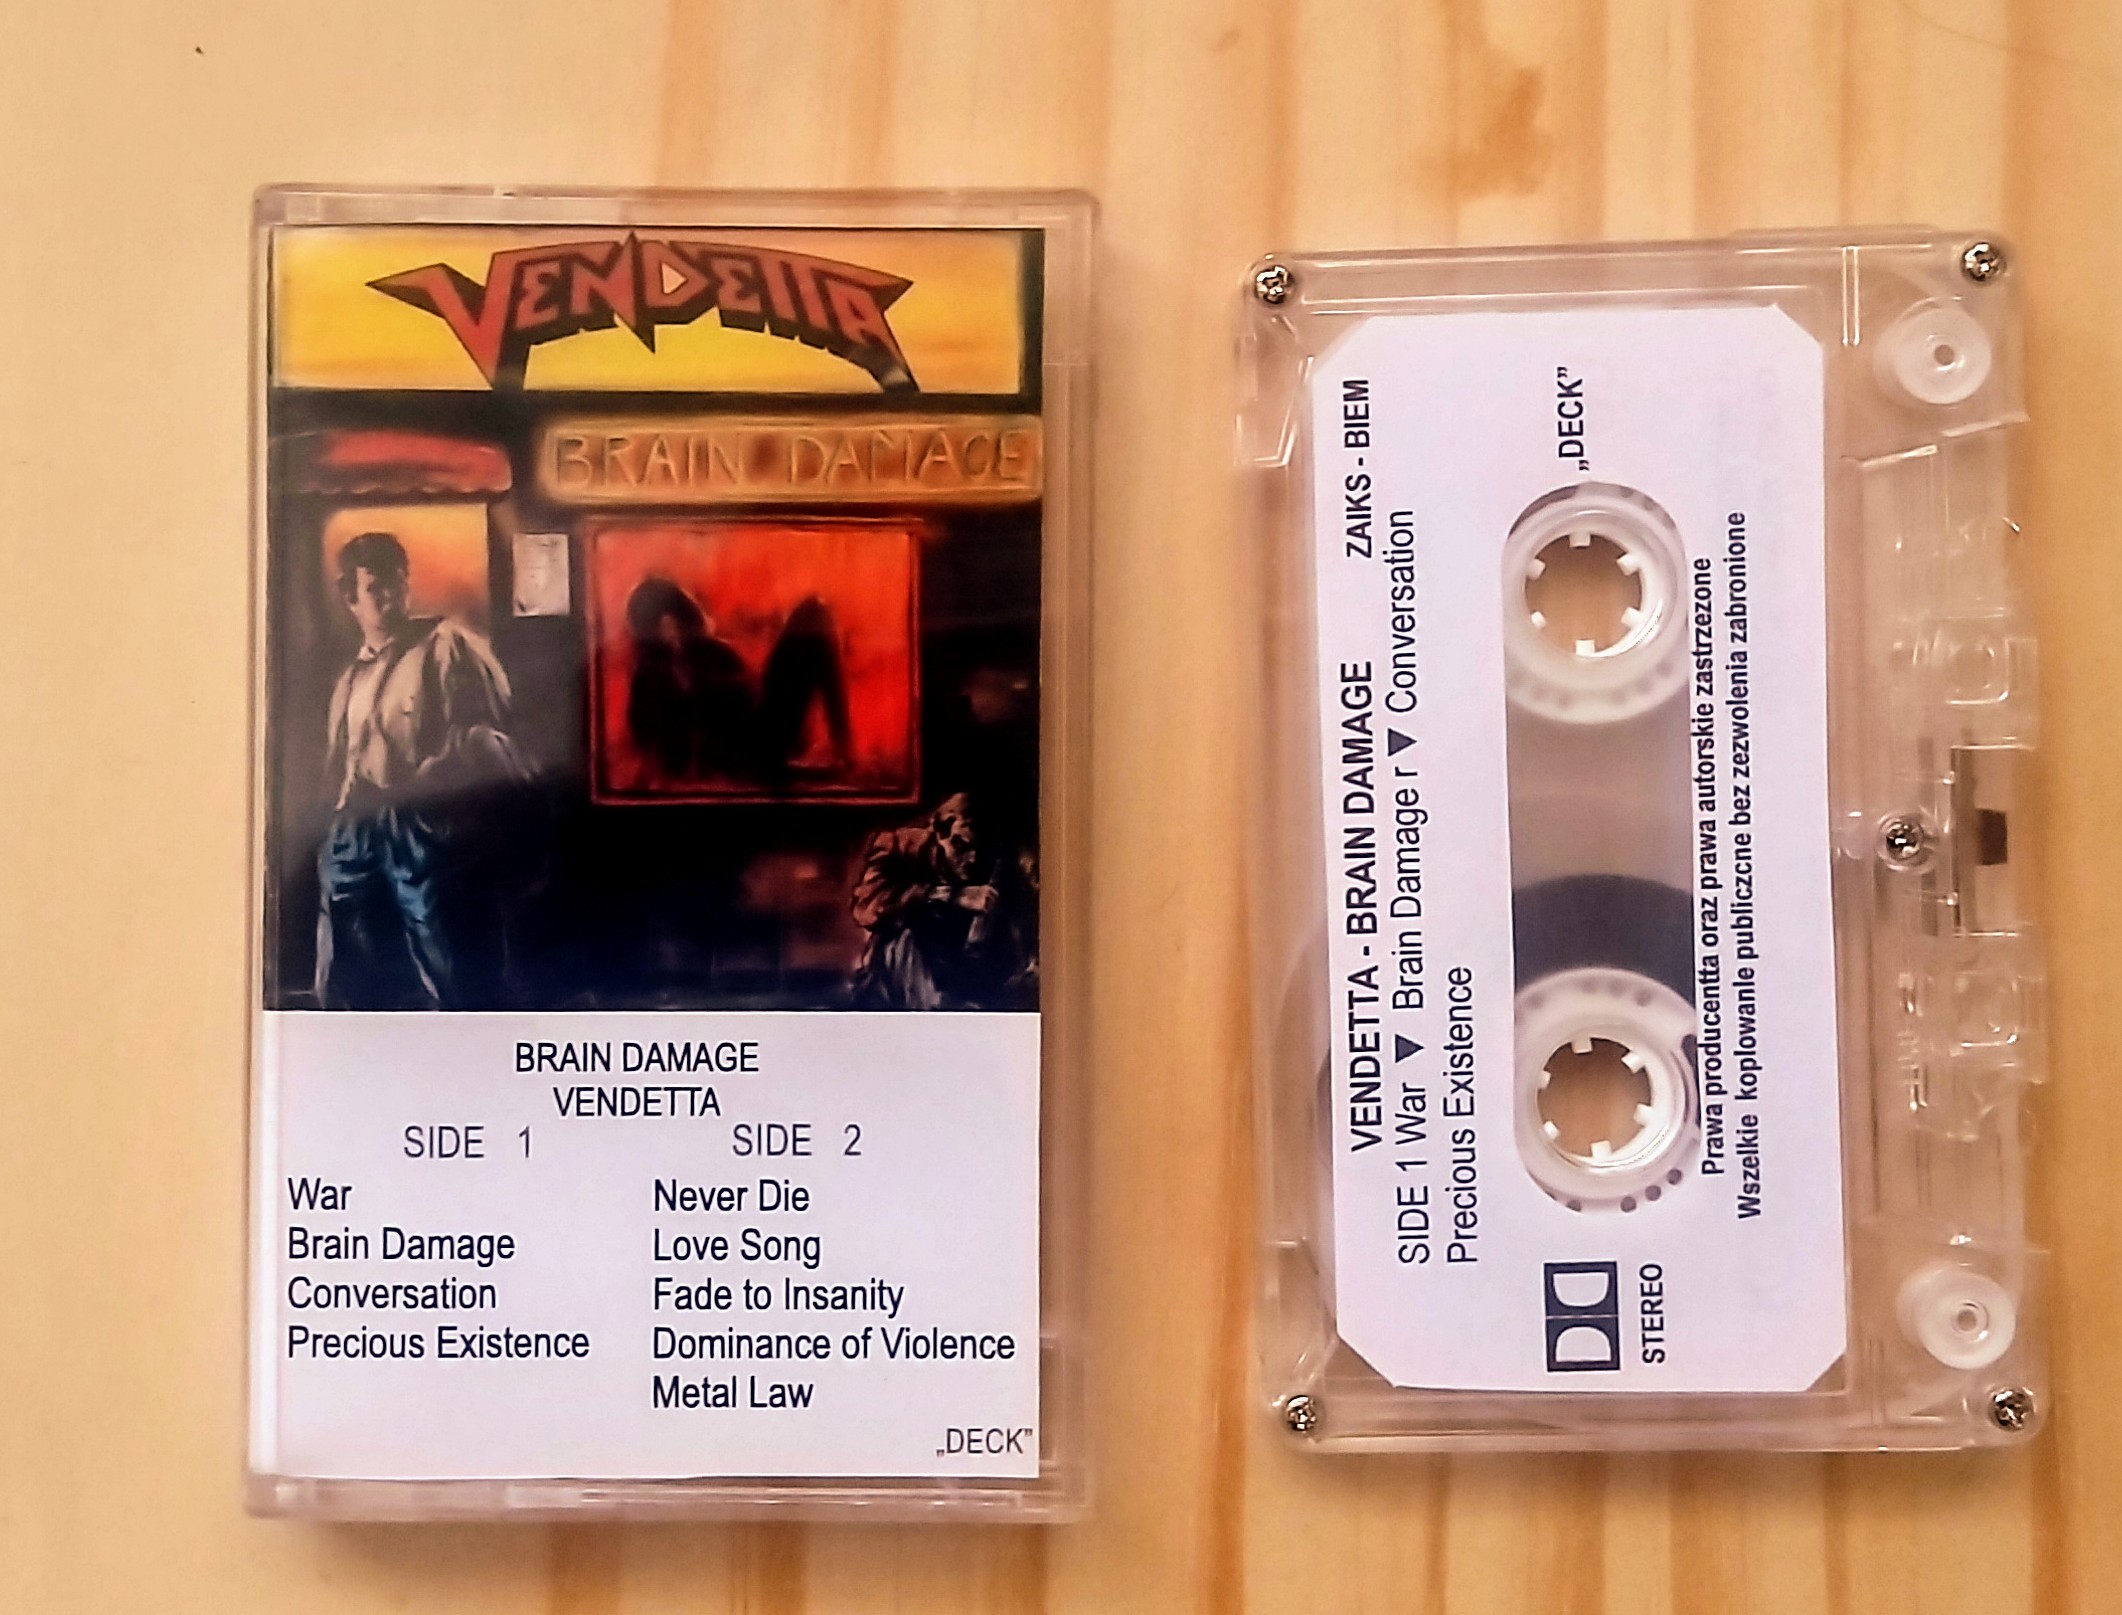 VENDETTA
BRAIN DAMAGE
BRAIN DAMAGE
VENDETTA
SIDE 1
War
Brain Damage
Conversation
Precious Existence
SIDE 2
Never Die
Love Song
Fade to Insanity
Dominance of Violence
Metal Law
„DECK”
VENDETTA - BRAIN DAMAGE ZAIKS - BIEM
SIDE 1 War ▼ Brain Damage r ▼ Conversation
Precious Existence
„DECK”
STEREO
Prawa producentta oraz prawa autorskie zastrzezone
Wszelkie koplowanle publiczczne bez zezwolenia zabronione